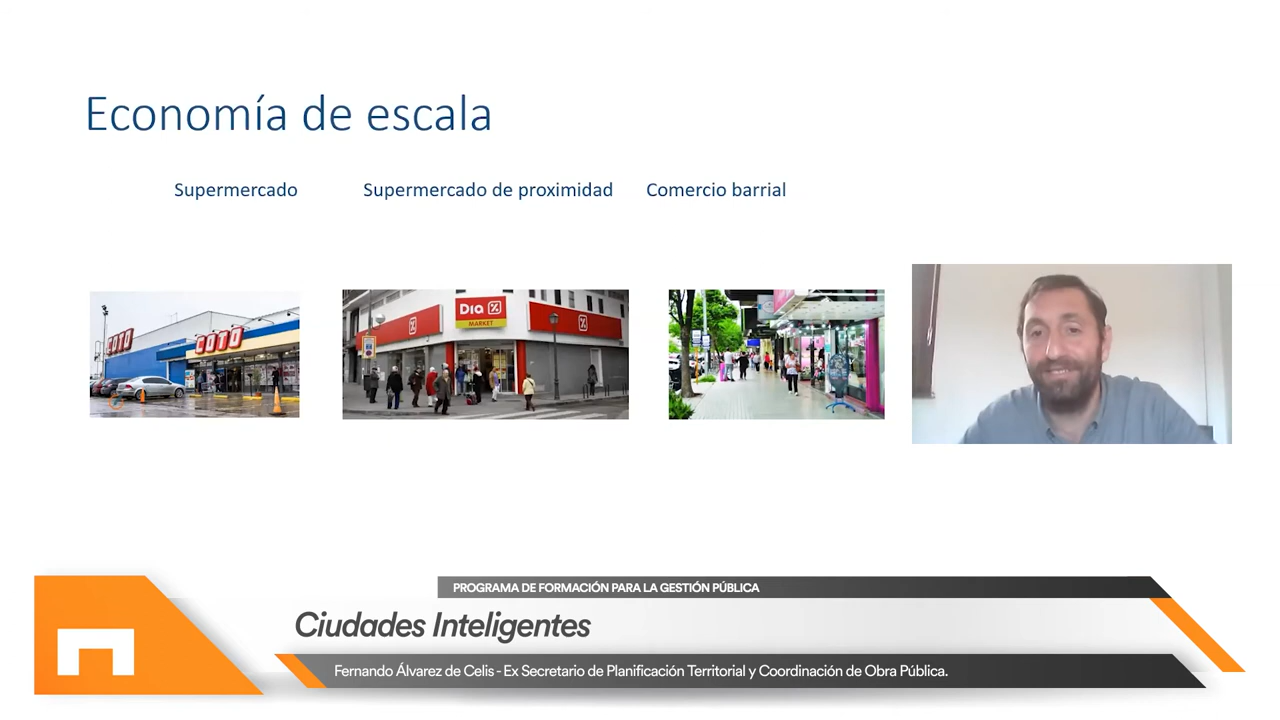 Economía de escala
Supermercado
Supermercado de proximidad
Comercio barrial
COTO
COTO
Dia %
MARKET
PROGRAMA DE FORMACIÓN PARA LA GESTIÓN PÚBLICA
Ciudades Inteligentes
Fernando Álvarez de Celis - Ex Secretario de Planificación Territorial y Coordinación de Obra Pública.